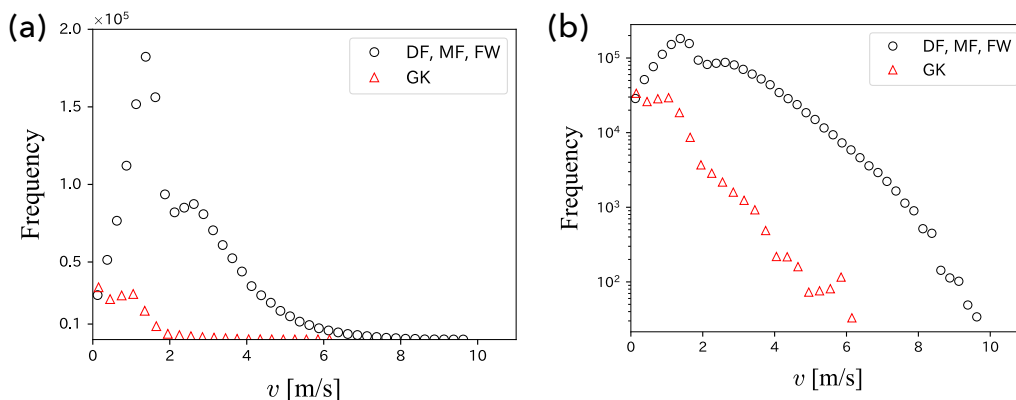 (a)
×10⁵
2.0
1.5
1.0
0.5
0.1
Frequency
DF, MF, FW
GK
0 2 4 6 8 10
v [m/s]
(b)
10⁵
10⁴
10³
10²
Frequency
DF, MF, FW
GK
0 2 4 6 8 10
v [m/s]